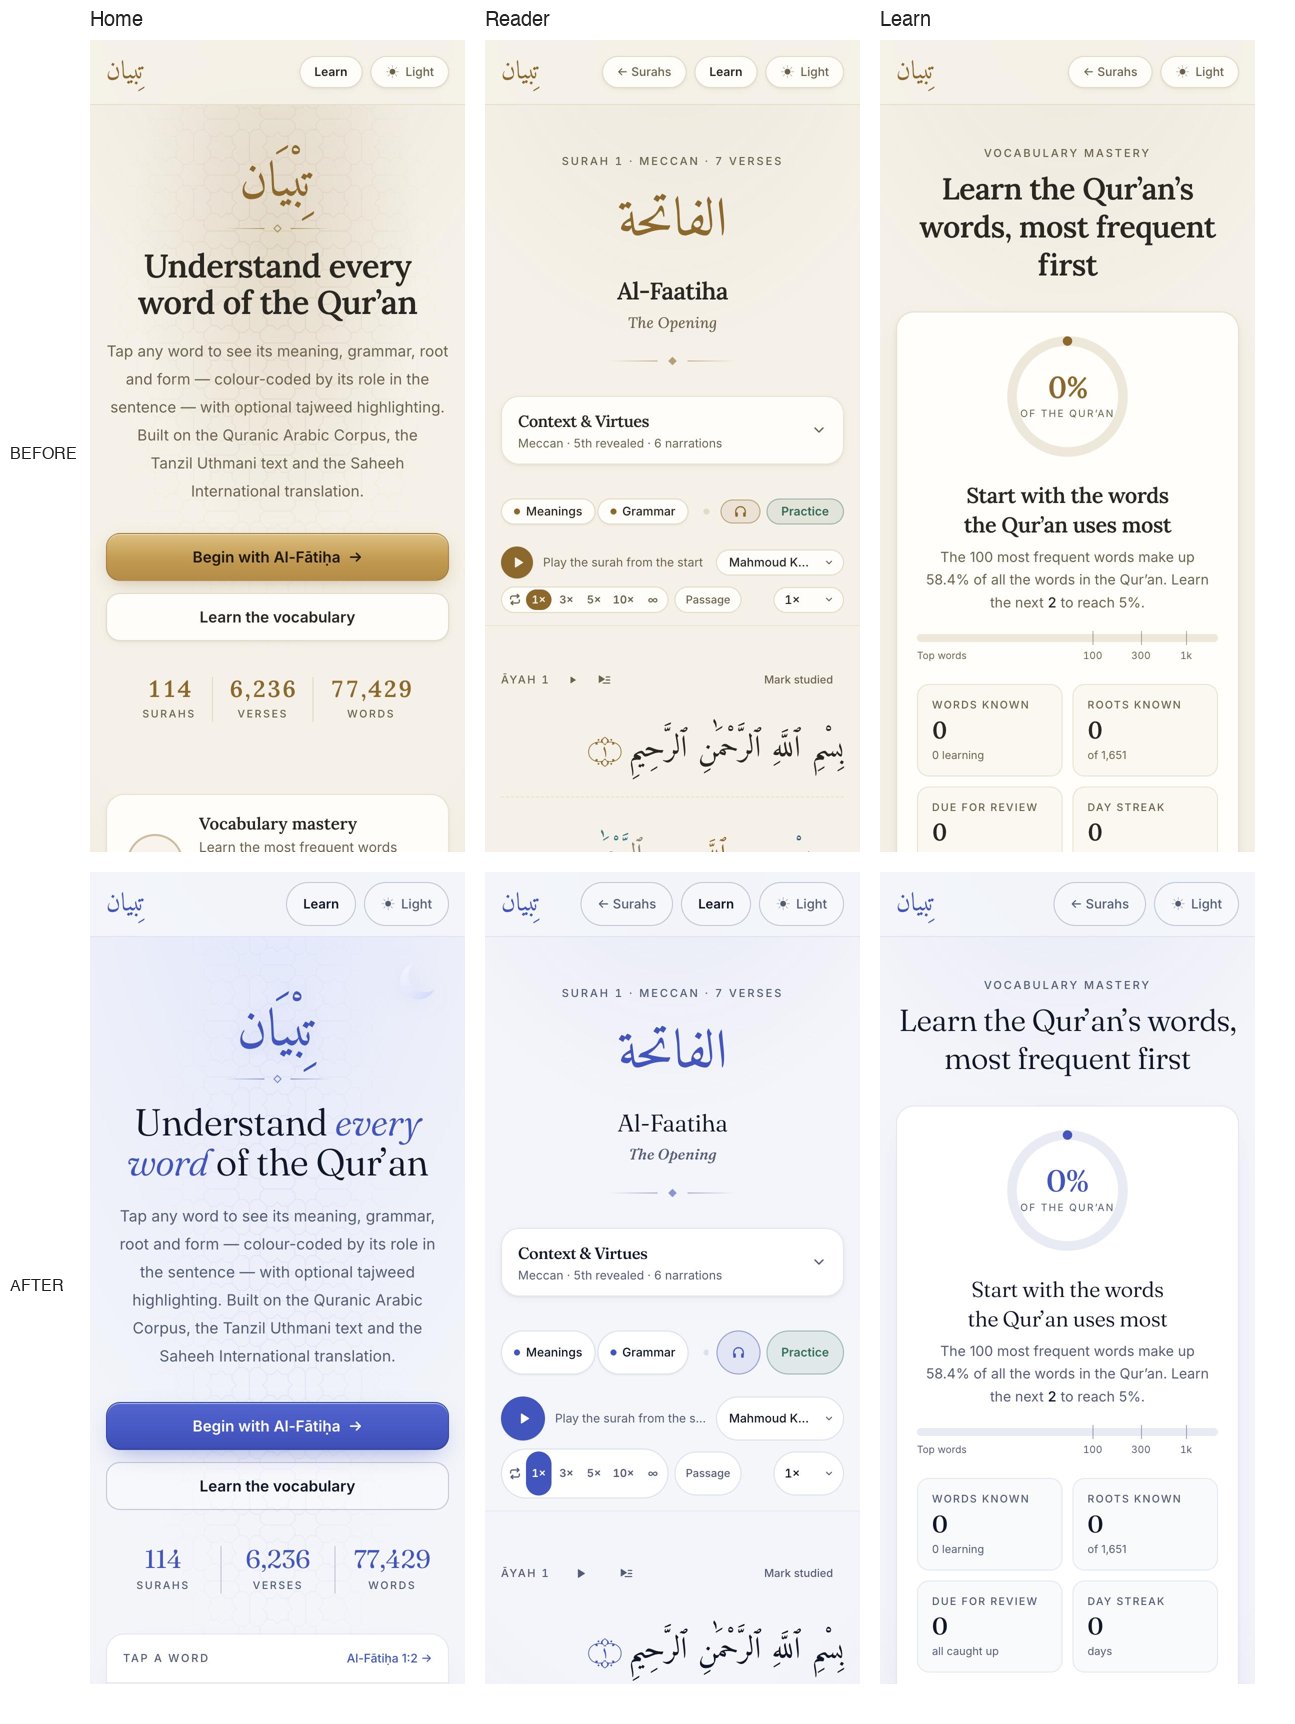 Home
Reader
Learn
BEFORE
تِبيان
Learn
Light
تِبْيَان
Understand every
word of the Qur’an
Tap any word to see its meaning, grammar, root
and form — colour-coded by its role in the
sentence — with optional tajweed highlighting.
Built on the Quranic Arabic Corpus, the
Tanzil Uthmani text and the Saheeh
International translation.
Begin with Al-Fātiḥa →
Learn the vocabulary
114
SURAHS
6,236
VERSES
77,429
WORDS
Vocabulary mastery
Learn the most frequent words
تِبيان
← Surahs
Learn
Light
SURAH 1 · MECCAN · 7 VERSES
الفاتحة
Al-Faatiha
The Opening
Context & Virtues
Meccan · 5th revealed · 6 narrations
Meanings
Grammar
Practice
Play the surah from the start
Mahmoud K...
1× 3× 5× 10× ∞
Passage
1×
ĀYAH 1
Mark studied
بِسْمِ ٱللَّهِ ٱلرَّحْمَٰنِ ٱلرَّحِيمِ ١
تِبيان
← Surahs
Light
VOCABULARY MASTERY
Learn the Qur’an’s
words, most frequent
first
0%
OF THE QUR’AN
Start with the words
the Qur’an uses most
The 100 most frequent words make up
58.4% of all the words in the Qur’an. Learn
the next 2 to reach 5%.
Top words 100 300 1k
WORDS KNOWN
0
0 learning
ROOTS KNOWN
0
of 1,651
DUE FOR REVIEW
0
DAY STREAK
0
AFTER
تِبيان
Learn
Light
تِبْيَان
Understand every
word of the Qur’an
Tap any word to see its meaning, grammar,
root and form — colour-coded by its role in
the sentence — with optional tajweed
highlighting. Built on the Quranic Arabic
Corpus, the Tanzil Uthmani text and the
Saheeh International translation.
Begin with Al-Fātiḥa →
Learn the vocabulary
114
SURAHS
6,236
VERSES
77,429
WORDS
TAP A WORD
Al-Fātiḥa 1:2 →
تِبيان
← Surahs
Learn
Light
SURAH 1 · MECCAN · 7 VERSES
الفاتحة
Al-Faatiha
The Opening
Context & Virtues
Meccan · 5th revealed · 6 narrations
Meanings
Grammar
Practice
Play the surah from the s...
Mahmoud K...
1× 3× 5× 10× ∞
Passage
1×
ĀYAH 1
Mark studied
بِسْمِ ٱللَّهِ ٱلرَّحْمَٰنِ ٱلرَّحِيمِ ١
تِبيان
← Surahs
Light
VOCABULARY MASTERY
Learn the Qur’an’s words,
most frequent first
0%
OF THE QUR’AN
Start with the words
the Qur’an uses most
The 100 most frequent words make up
58.4% of all the words in the Qur’an. Learn
the next 2 to reach 5%.
Top words 100 300 1k
WORDS KNOWN
0
0 learning
ROOTS KNOWN
0
of 1,651
DUE FOR REVIEW
0
all caught up
DAY STREAK
0
days